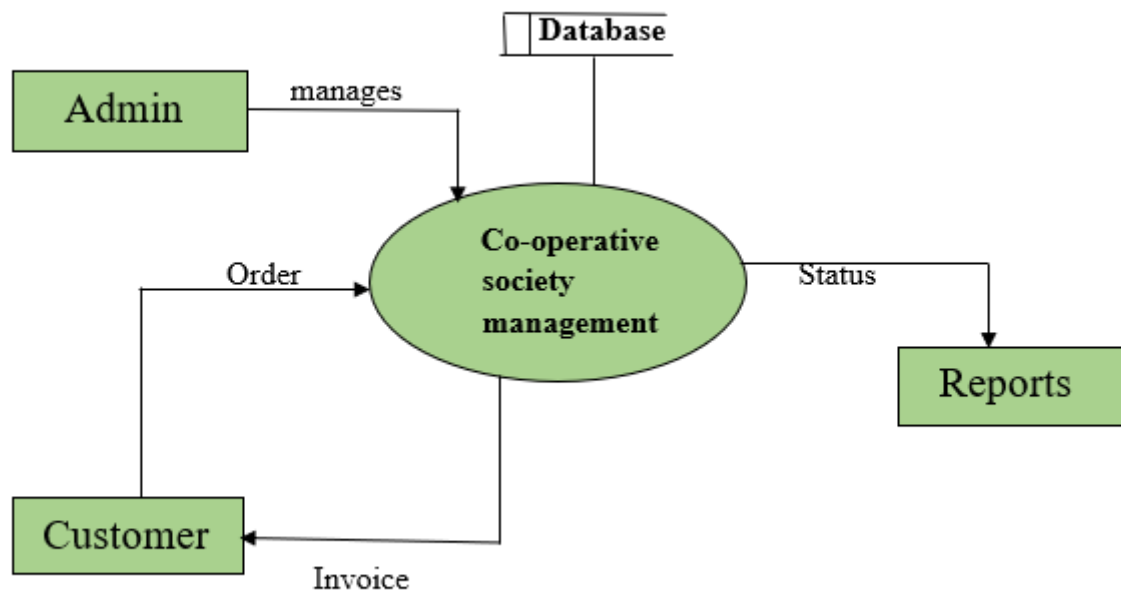 Database
Admin
manages
Co-operative
society
management
Order
Status
Reports
Customer
Invoice